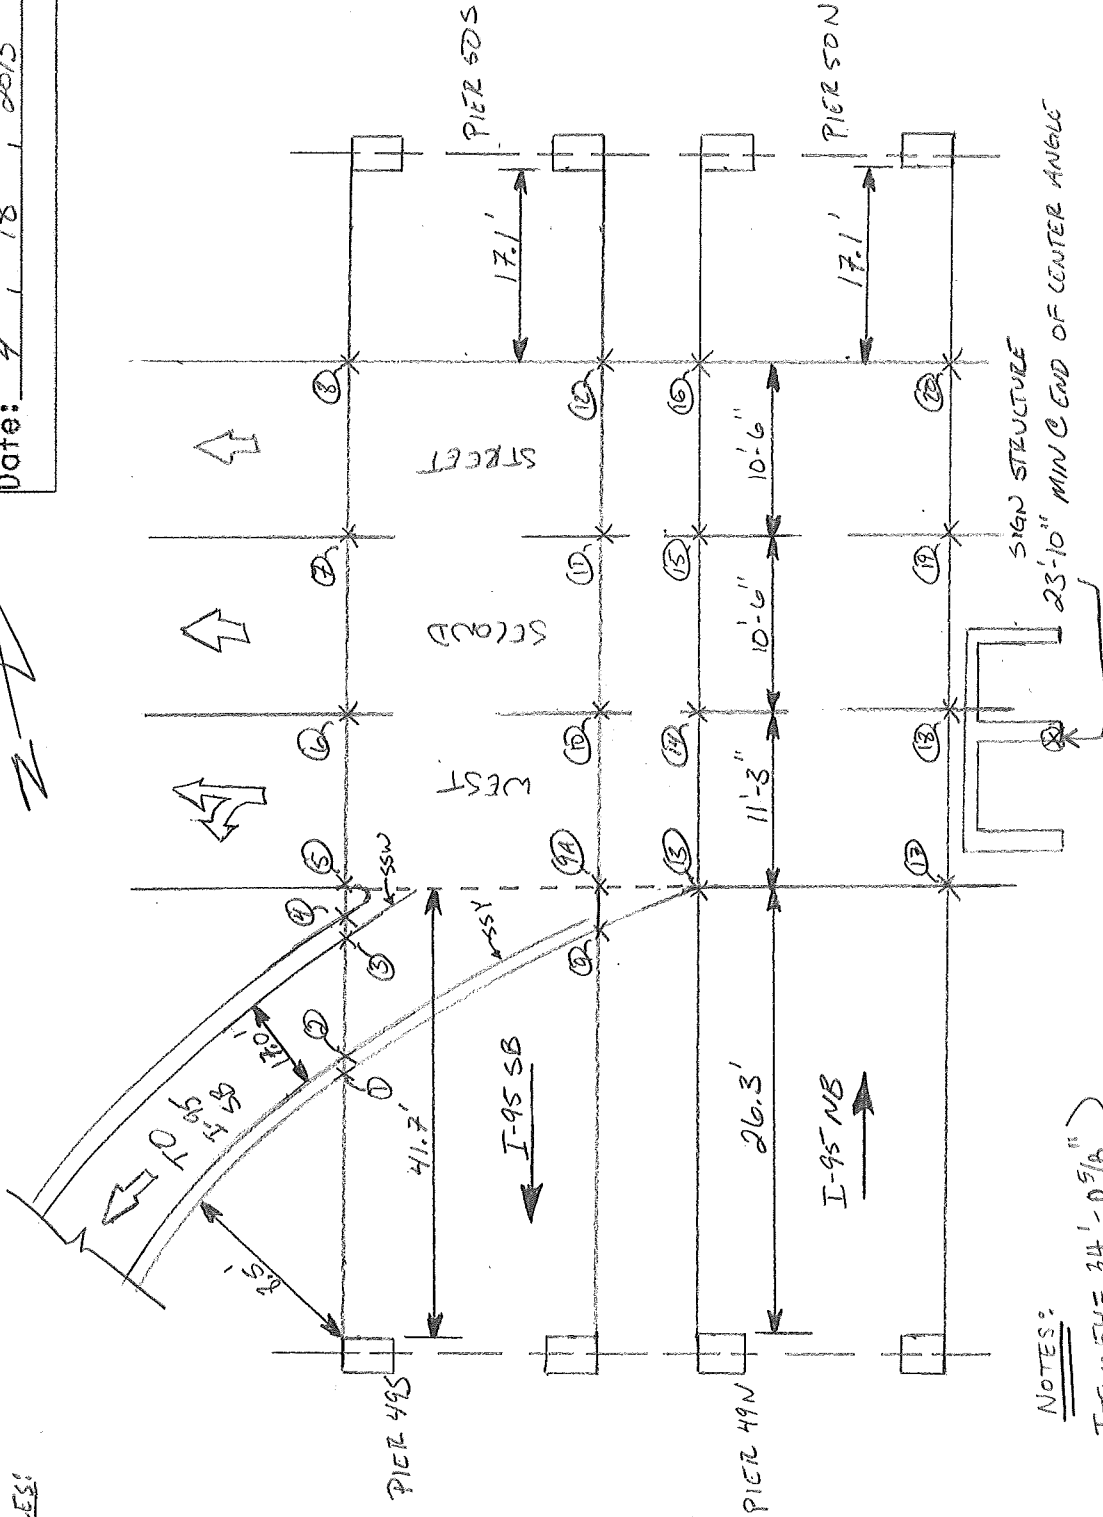 Date: 4 / 18 / 2013
N
ES:
PIER 50S
PIER 50N
17.1'
17.1'
8
12
16
20
STREET
10'-6"
7
11
15
19
SECOND
10'-6"
6
10
14
18
WEST
11'-3"
5
9A
13
17
4
3
SSW
2
1
SSY
9
TO
I-95
SB
8.5'
41.7'
I-95 SB
26.3'
I-95 NB
PIER 49S
PIER 49N
SIGN STRUCTURE
23'-10" MIN @ END OF CENTER ANGLE
X
NOTES: